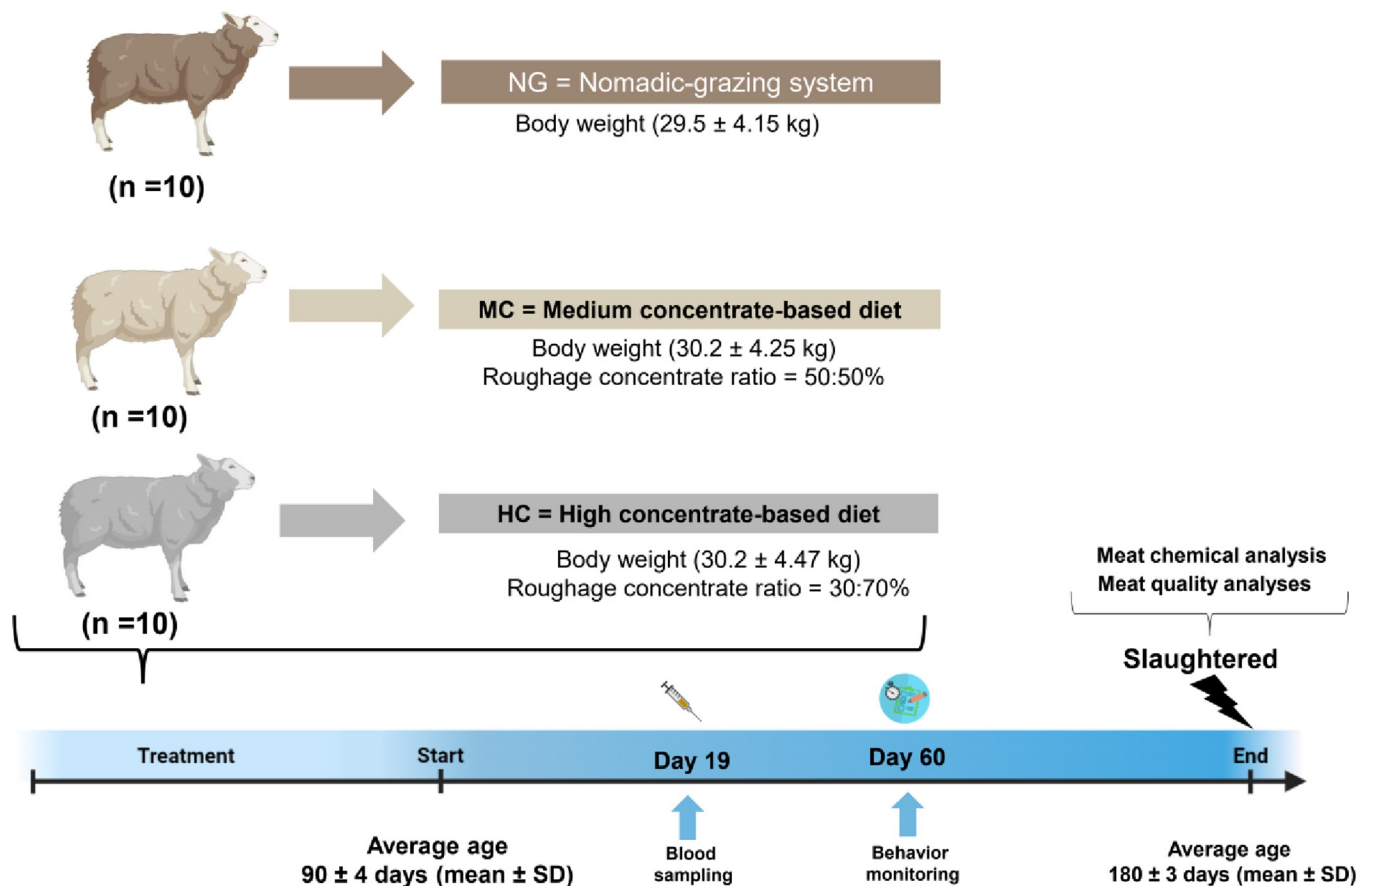 NG = Nomadic-grazing system
Body weight (29.5 ± 4.15 kg)
(n =10)
MC = Medium concentrate-based diet
Body weight (30.2 ± 4.25 kg)
Roughage concentrate ratio = 50:50%
(n =10)
HC = High concentrate-based diet
Body weight (30.2 ± 4.47 kg)
Roughage concentrate ratio = 30:70%
(n =10)
Meat chemical analysis
Meat quality analyses
Slaughtered
Treatment
Start
Day 19
Day 60
End
Average age
90 ± 4 days (mean ± SD)
Blood
sampling
Behavior
monitoring
Average age
180 ± 3 days (mean ± SD)